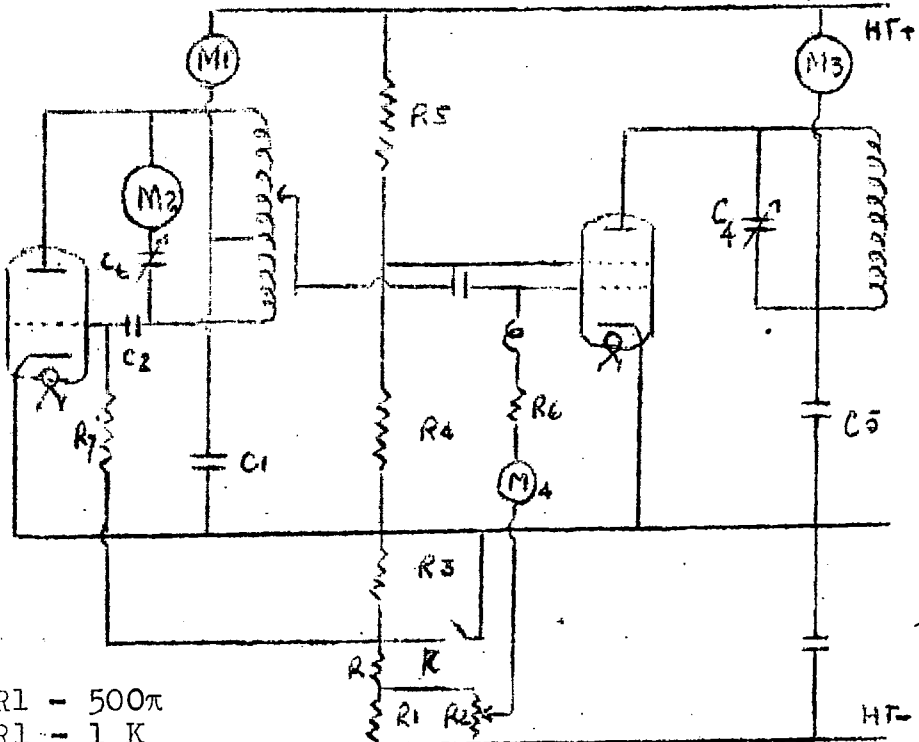 HT+
M1
M3
R5
M2
C4
Ct
C2
R7
R4
R6
C1
M4
C5
R3
R
K
R1 - 500π
R1 - 1 K
R1
R2
HT-